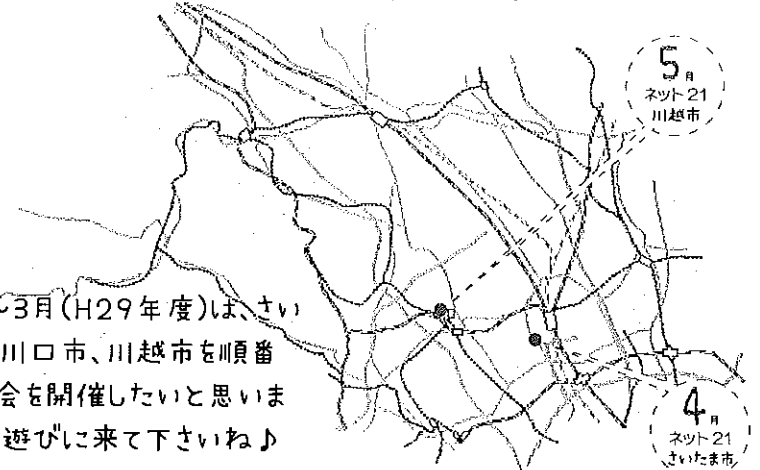 5月
ネット21
川越市
～3月(H29年度)は、さい
川口市、川越市を順番
会を開催したいと思いま
遊びに来て下さいね♪
4月
ネット21
さいたま市